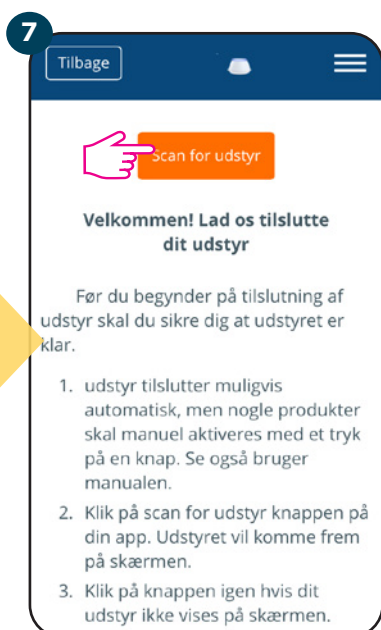 7
Tilbage
Scan for udstyr
Velkommen! Lad os tilslutte
dit udstyr
Før du begynder på tilslutning af
udstyr skal du sikre dig at udstyret er
klar.
1. udstyr tilslutter muligvis
automatisk, men nogle produkter
skal manuel aktiveres med et tryk
på en knap. Se også bruger
manualen.
2. Klik på scan for udstyr knappen på
din app. Udstyret vil komme frem
på skærmen.
3. Klik på knappen igen hvis dit
udstyr ikke vises på skærmen.